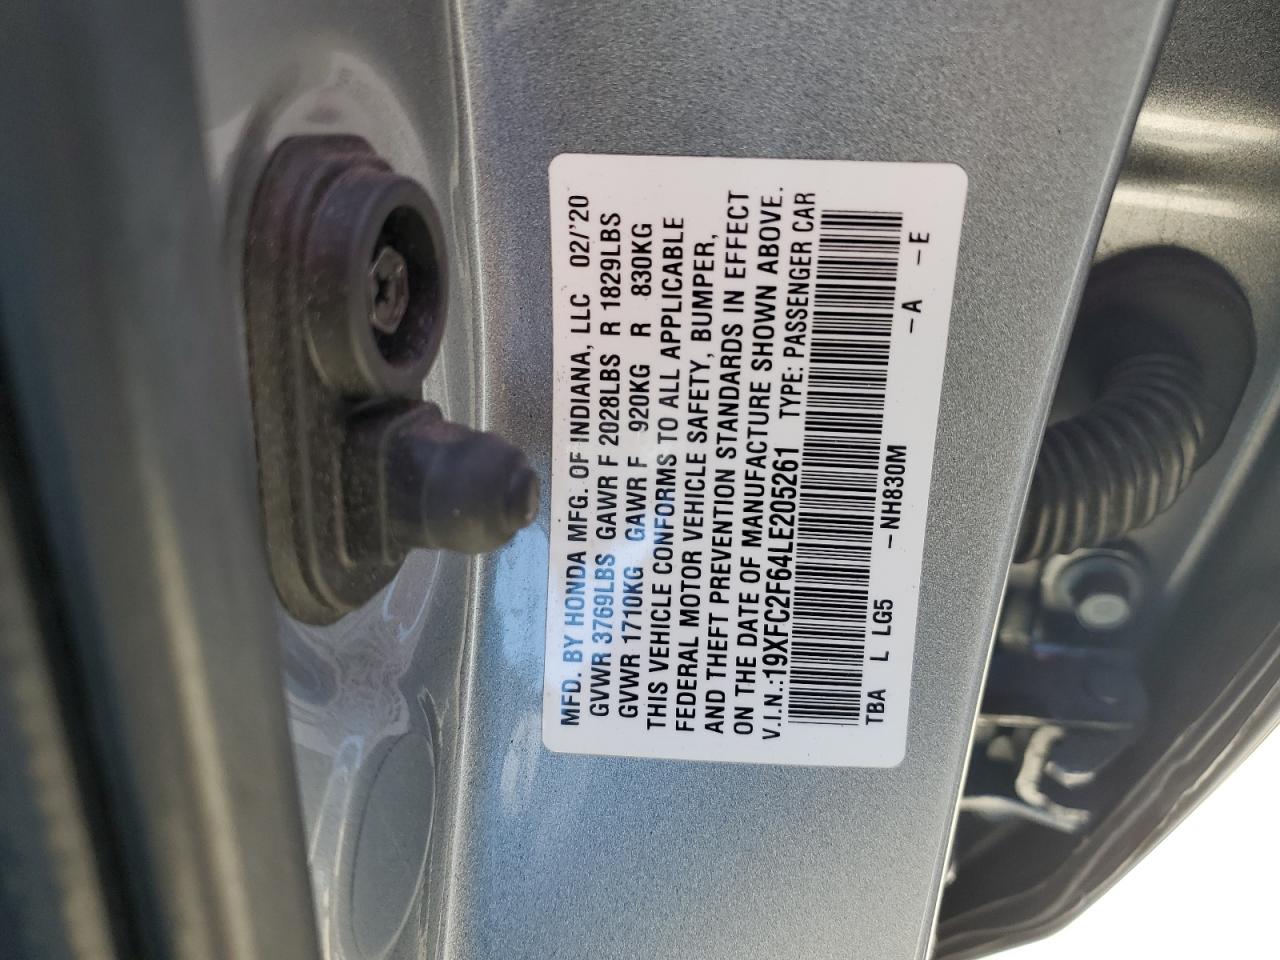 MFD. BY HONDA MFG. OF INDIANA, LLC 02/'20
GVWR 3769LBS GAWR F 2028LBS R 1829LBS
GVWR 1710KG GAWR F 920KG R 830KG
THIS VEHICLE CONFORMS TO ALL APPLICABLE
FEDERAL MOTOR VEHICLE SAFETY, BUMPER,
AND THEFT PREVENTION STANDARDS IN EFFECT
ON THE DATE OF MANUFACTURE SHOWN ABOVE.
V.I.N.:19XFC2F64LE205261 TYPE: PASSENGER CAR
TBA L LG5 –NH830M –A –E